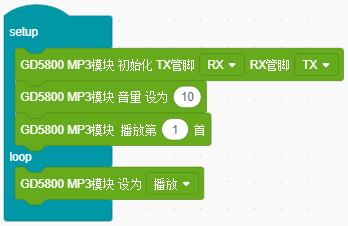 setup
GD5800 MP3模块 初始化 TX管脚 RX RX管脚 TX
GD5800 MP3模块 音量 设为 10
GD5800 MP3模块 播放第 1 首
loop
GD5800 MP3模块 设为 播放